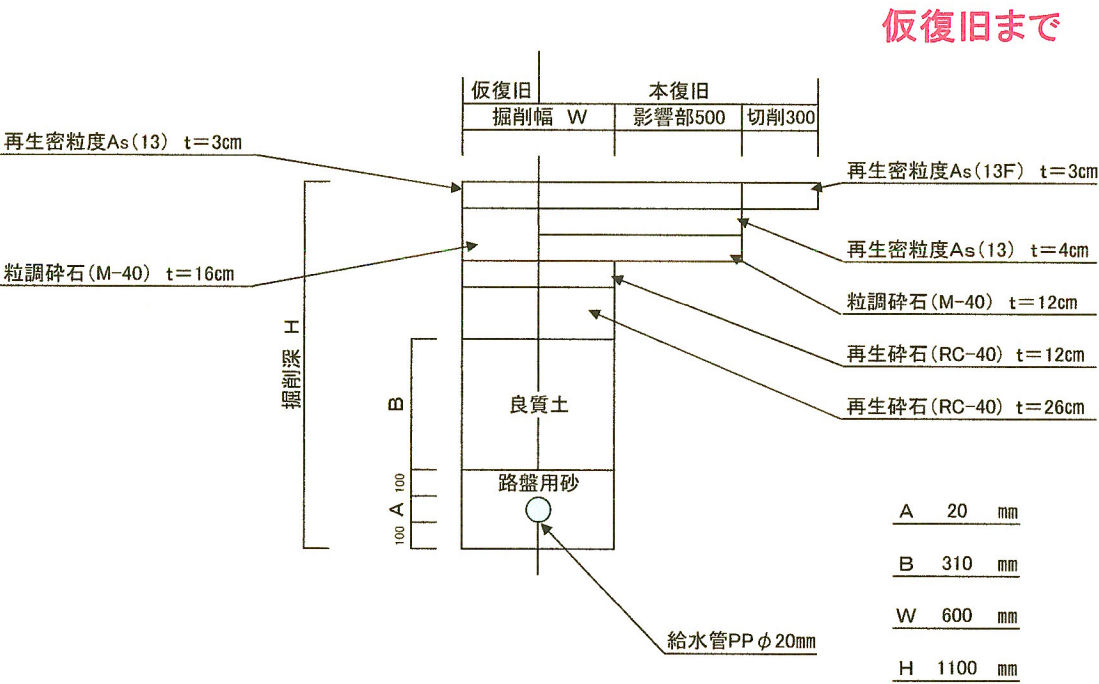 仮復旧まで
仮復旧 本復旧
掘削幅 W 影響部500 切削300
再生密粒度As(13) t=3cm
再生密粒度As(13F) t=3cm
再生密粒度As(13) t=4cm
粒調砕石(M-40) t=16cm
粒調砕石(M-40) t=12cm
再生砕石(RC-40) t=12cm
再生砕石(RC-40) t=26cm
掘削深 H
B
良質土
100
路盤用砂
A
100
給水管PPφ20mm
A 20 mm
B 310 mm
W 600 mm
H 1100 mm